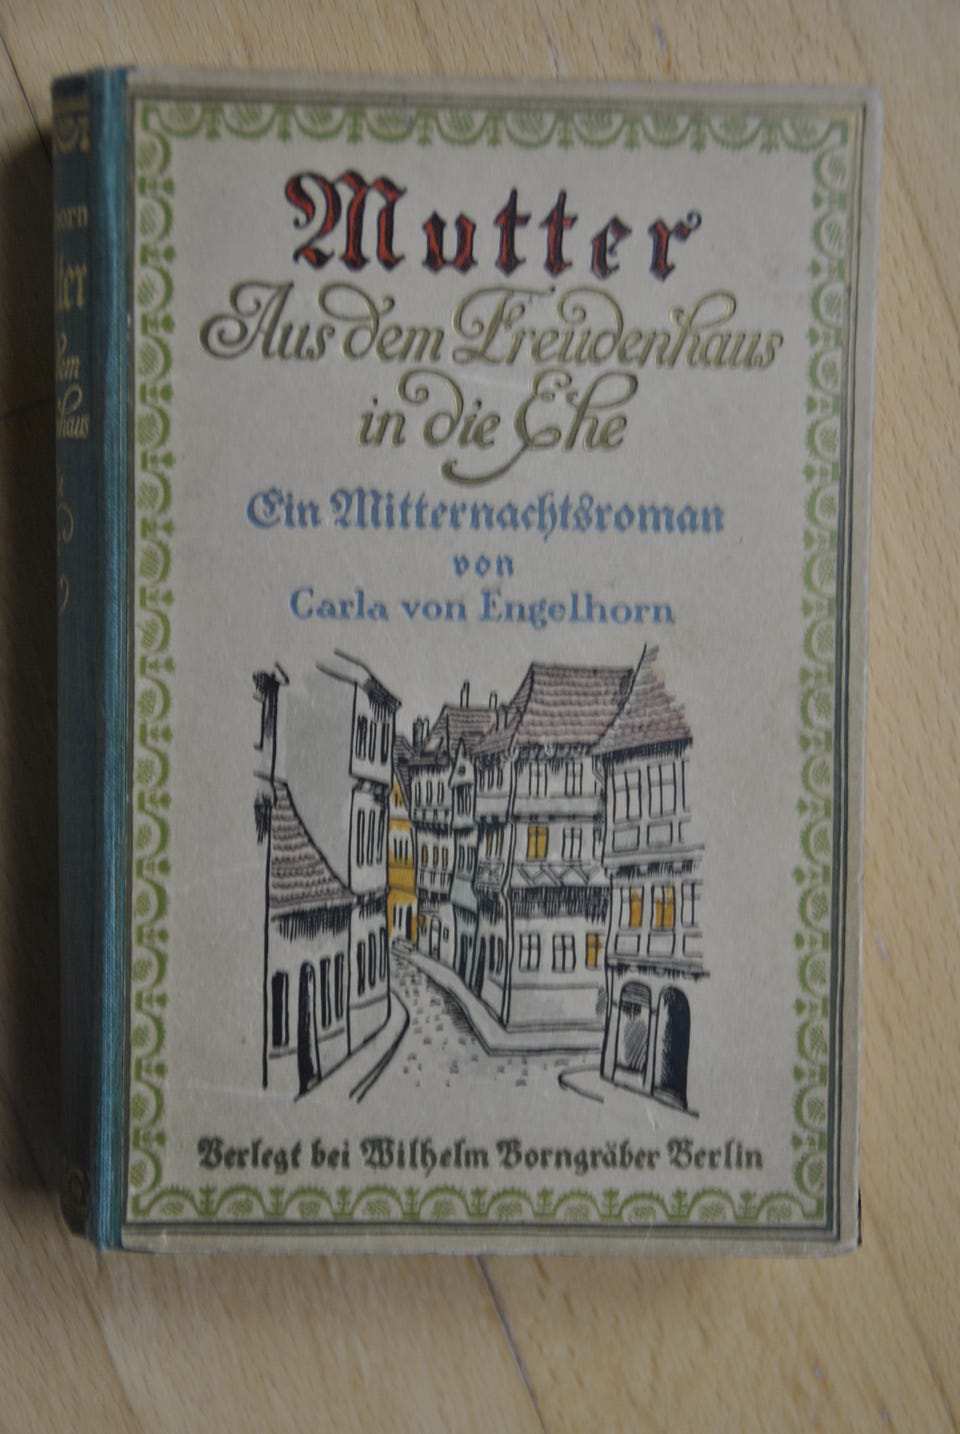 Mutter
Aus dem Freudenhaus
in die Ehe
Ein Mitternachtsroman
von
Carla von Engelhorn
Verlegt bei Wilhelm Borngräber Berlin